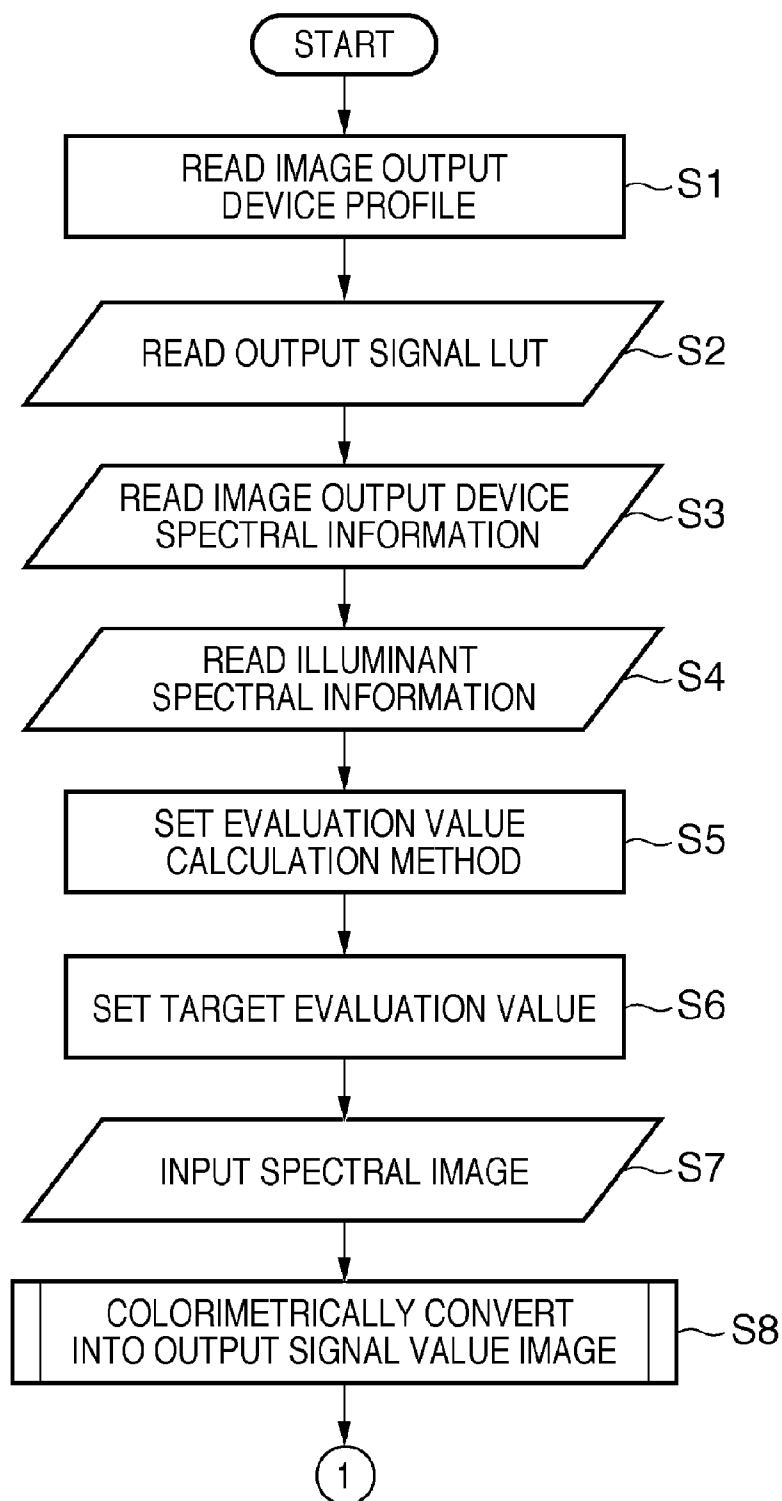 START
READ IMAGE OUTPUT
DEVICE PROFILE
S1
READ OUTPUT SIGNAL LUT
S2
READ IMAGE OUTPUT DEVICE
SPECTRAL INFORMATION
S3
READ ILLUMINANT
SPECTRAL INFORMATION
S4
SET EVALUATION VALUE
CALCULATION METHOD
S5
SET TARGET EVALUATION VALUE
S6
INPUT SPECTRAL IMAGE
S7
COLORIMETRICALLY CONVERT
INTO OUTPUT SIGNAL VALUE IMAGE
S8
1